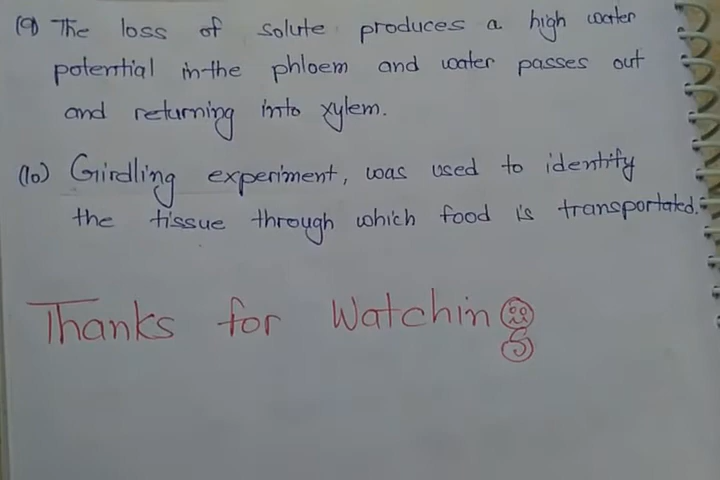 (9) The loss of solute produces a high water
potential in the phloem and water passes out
and returning into xylem.
(10) Girdling experiment, was used to identify
the tissue through which food is transportated.
Thanks for Watching